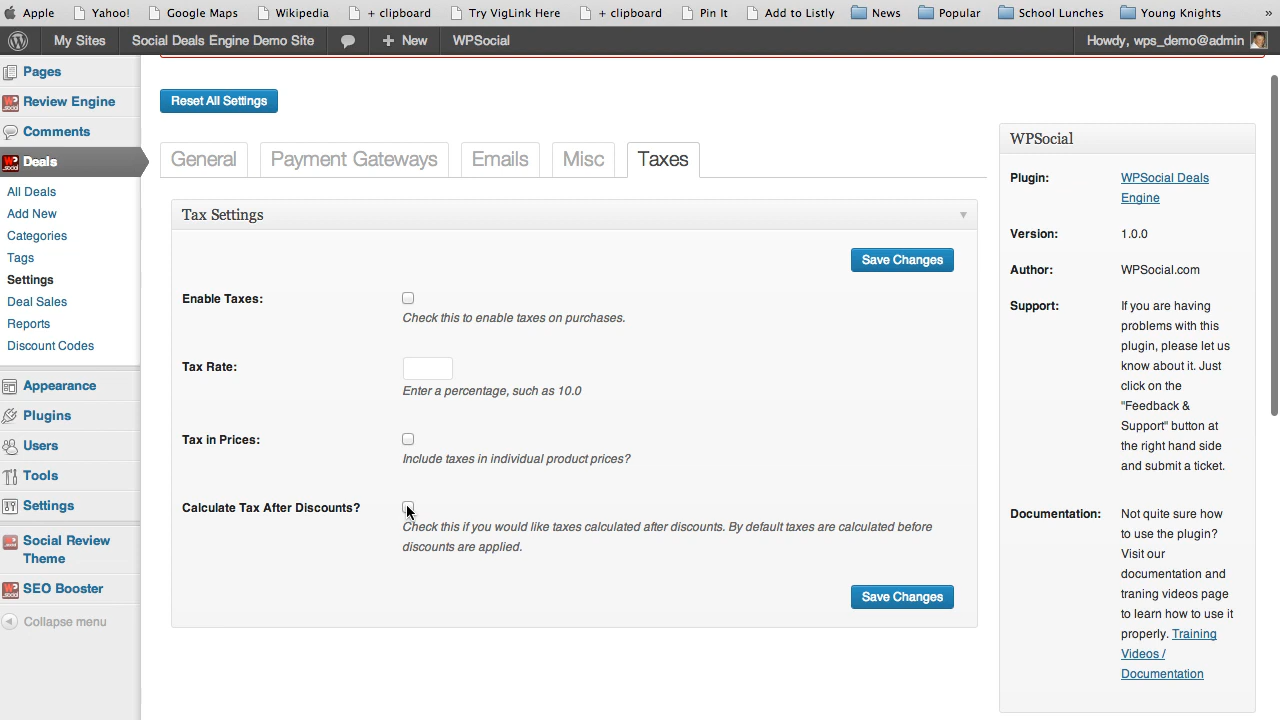 Apple Yahoo! Google Maps Wikipedia + clipboard Try VigLink Here + clipboard Pin It Add to Listly News Popular School Lunches Young Knights »
My Sites Social Deals Engine Demo Site + New WPSocial Howdy, wps_demo@admin
Pages
Review Engine
Comments
Deals
All Deals
Add New
Categories
Tags
Settings
Deal Sales
Reports
Discount Codes
Appearance
Plugins
Users
Tools
Settings
Social Review
Theme
SEO Booster
Collapse menu
Reset All Settings
General Payment Gateways Emails Misc Taxes
Tax Settings
Save Changes
Enable Taxes:
Check this to enable taxes on purchases.
Tax Rate:
Enter a percentage, such as 10.0
Tax in Prices:
Include taxes in individual product prices?
Calculate Tax After Discounts?
Check this if you would like taxes calculated after discounts. By default taxes are calculated before
discounts are applied.
Save Changes
WPSocial
Plugin: WPSocial Deals
Engine
Version: 1.0.0
Author: WPSocial.com
Support: If you are having
problems with this
plugin, please let us
know about it. Just
click on the
"Feedback &
Support" button at
the right hand side
and submit a ticket.
Documentation: Not quite sure how
to use the plugin?
Visit our
documentation and
traning videos page
to learn how to use it
properly. Training
Videos /
Documentation